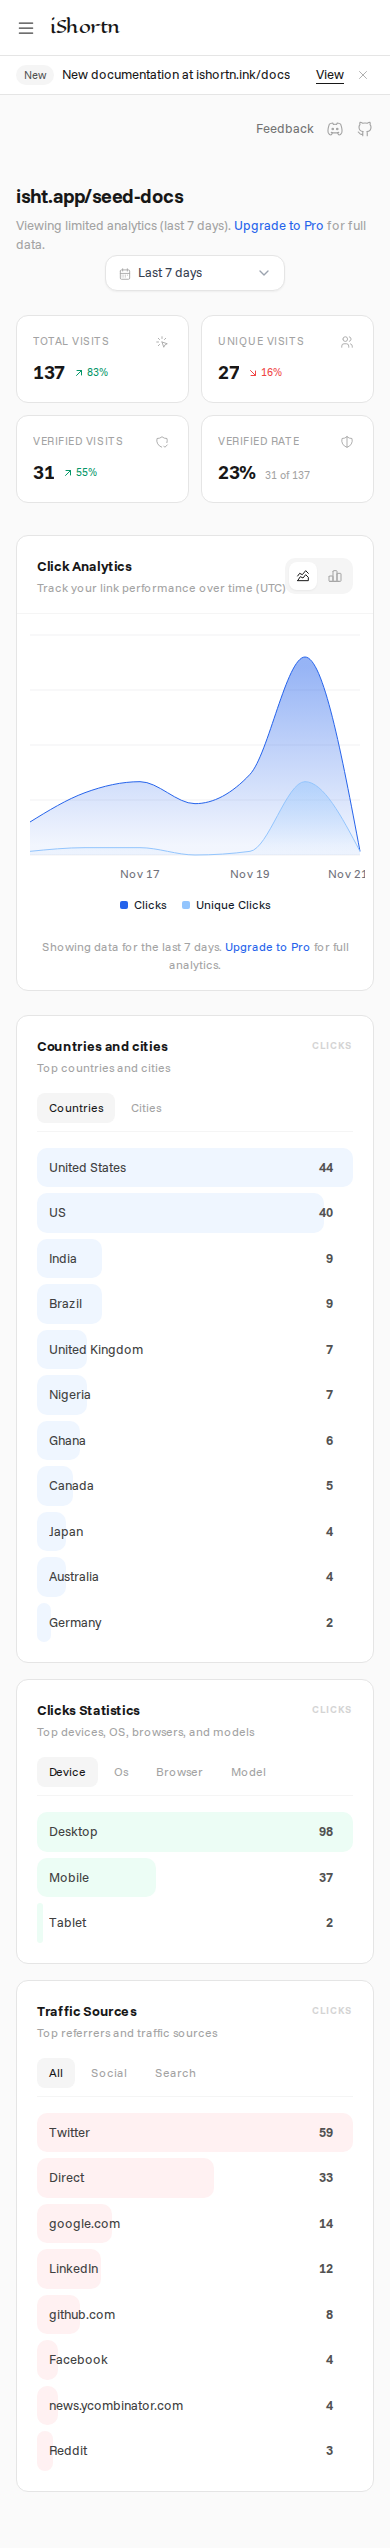 iShortn
New New documentation at ishortn.ink/docs View
Feedback
isht.app/seed-docs
Viewing limited analytics (last 7 days). Upgrade to Pro for full
data.
Last 7 days
TOTAL VISITS
137 83%
UNIQUE VISITS
27 16%
VERIFIED VISITS
31 55%
VERIFIED RATE
23% 31 of 137
Click Analytics
Track your link performance over time (UTC)
Nov 17 Nov 19 Nov 21
Clicks Unique Clicks
Showing data for the last 7 days. Upgrade to Pro for full
analytics.
Countries and cities CLICKS
Top countries and cities
Countries Cities
United States 44
US 40
India 9
Brazil 9
United Kingdom 7
Nigeria 7
Ghana 6
Canada 5
Japan 4
Australia 4
Germany 2
Clicks Statistics CLICKS
Top devices, OS, browsers, and models
Device Os Browser Model
Desktop 98
Mobile 37
Tablet 2
Traffic Sources CLICKS
Top referrers and traffic sources
All Social Search
Twitter 59
Direct 33
google.com 14
LinkedIn 12
github.com 8
Facebook 4
news.ycombinator.com 4
Reddit 3